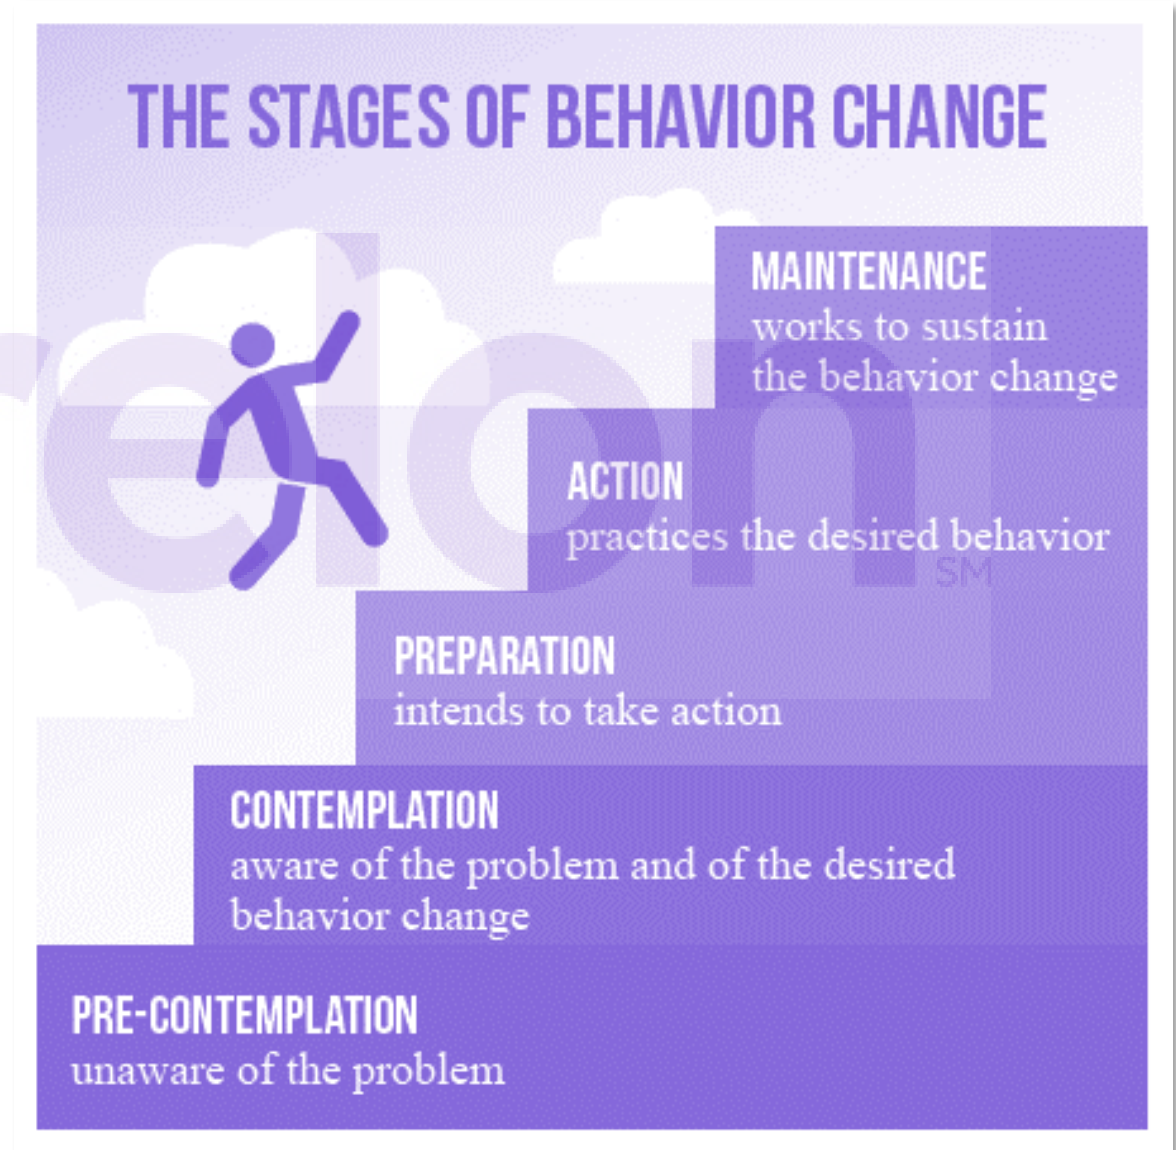 THE STAGES OF BEHAVIOR CHANGE
MAINTENANCE
works to sustain
the behavior change
ACTION
practices the desired behavior
PREPARATION
intends to take action
CONTEMPLATION
aware of the problem and of the desired
behavior change
PRE-CONTEMPLATION
unaware of the problem
relon
SM